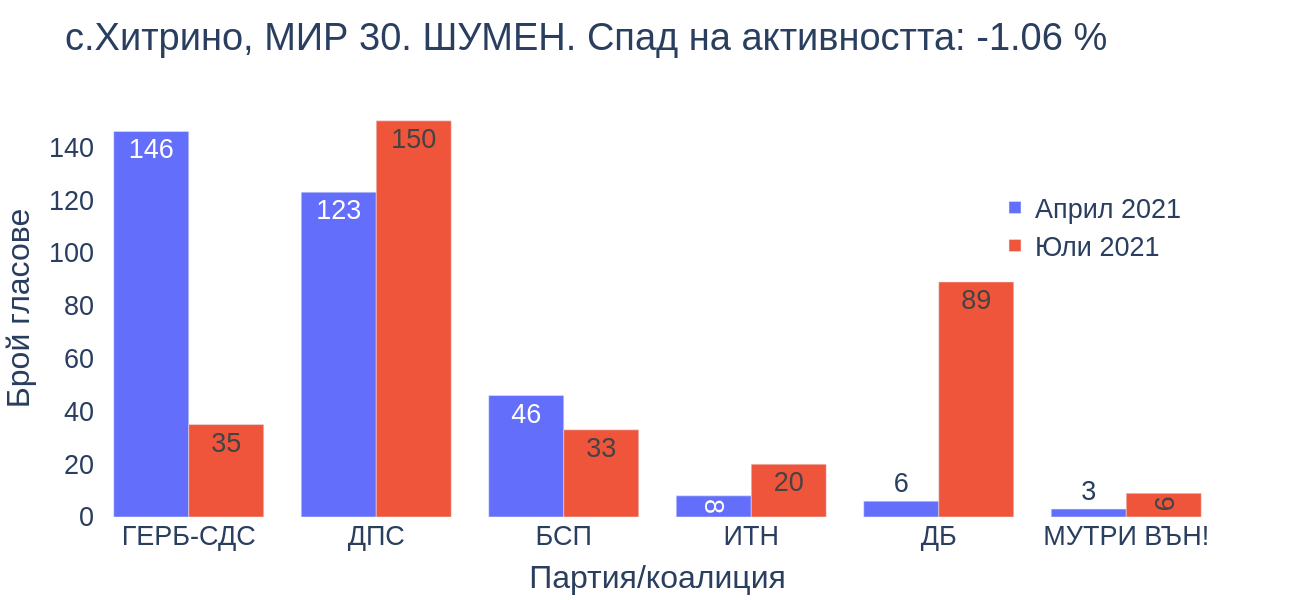 с.Хитрино, МИР 30. ШУМЕН. Спад на активността: -1.06 %
Брой гласове
140
120
100
80
60
40
20
0
146
35
123
150
46
33
8
20
6
89
3
9
Април 2021
Юли 2021
ГЕРБ-СДС
ДПС
БСП
ИТН
ДБ
МУТРИ ВЪН!
Партия/коалиция